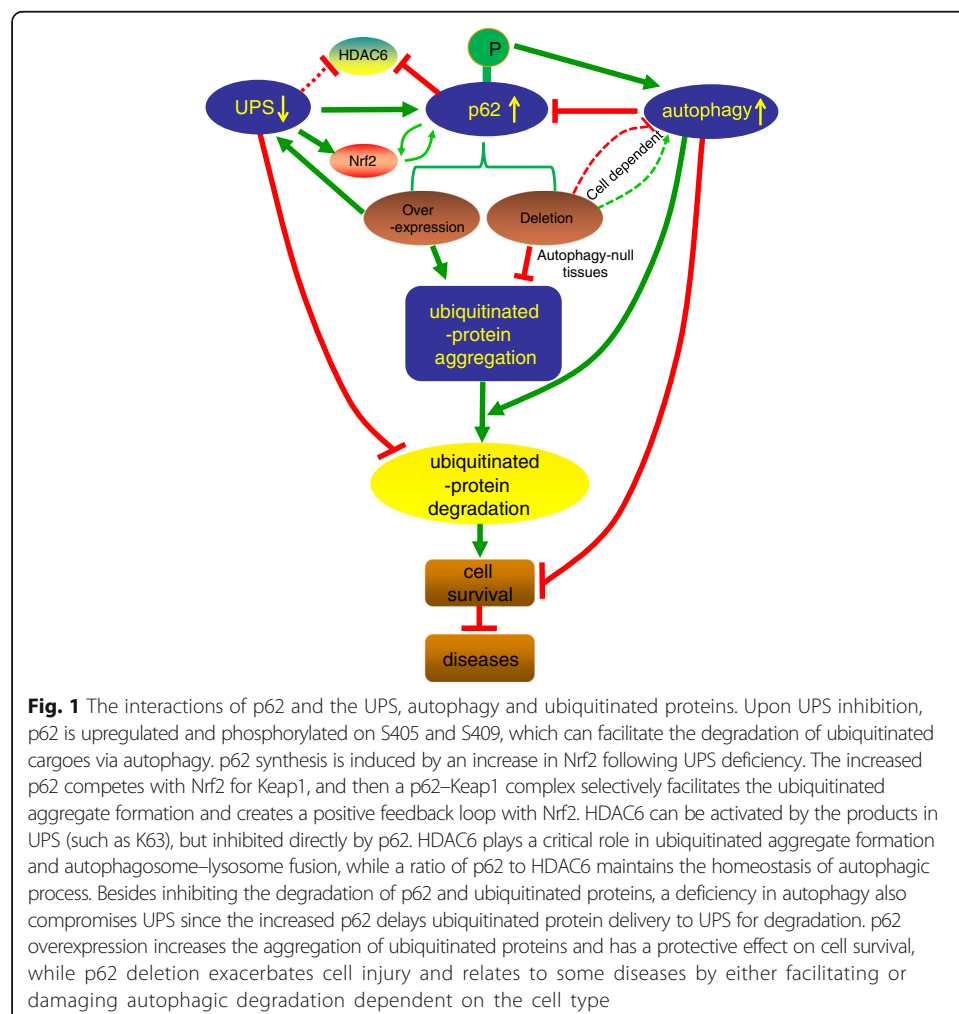 HDAC6
P
UPS
p62
autophagy
Nrf2
Cell dependent
Over
-expression
Deletion
Autophagy-null
tissues
ubiquitinated
-protein
aggregation
ubiquitinated
-protein
degradation
cell
survival
diseases
Fig. 1 The interactions of p62 and the UPS, autophagy and ubiquitinated proteins. Upon UPS inhibition,
p62 is upregulated and phosphorylated on S405 and S409, which can facilitate the degradation of ubiquitinated
cargoes via autophagy. p62 synthesis is induced by an increase in Nrf2 following UPS deficiency. The increased
p62 competes with Nrf2 for Keap1, and then a p62–Keap1 complex selectively facilitates the ubiquitinated
aggregate formation and creates a positive feedback loop with Nrf2. HDAC6 can be activated by the products in
UPS (such as K63), but inhibited directly by p62. HDAC6 plays a critical role in ubiquitinated aggregate formation
and autophagosome–lysosome fusion, while a ratio of p62 to HDAC6 maintains the homeostasis of autophagic
process. Besides inhibiting the degradation of p62 and ubiquitinated proteins, a deficiency in autophagy also
compromises UPS since the increased p62 delays ubiquitinated protein delivery to UPS for degradation. p62
overexpression increases the aggregation of ubiquitinated proteins and has a protective effect on cell survival,
while p62 deletion exacerbates cell injury and relates to some diseases by either facilitating or
damaging autophagic degradation dependent on the cell type